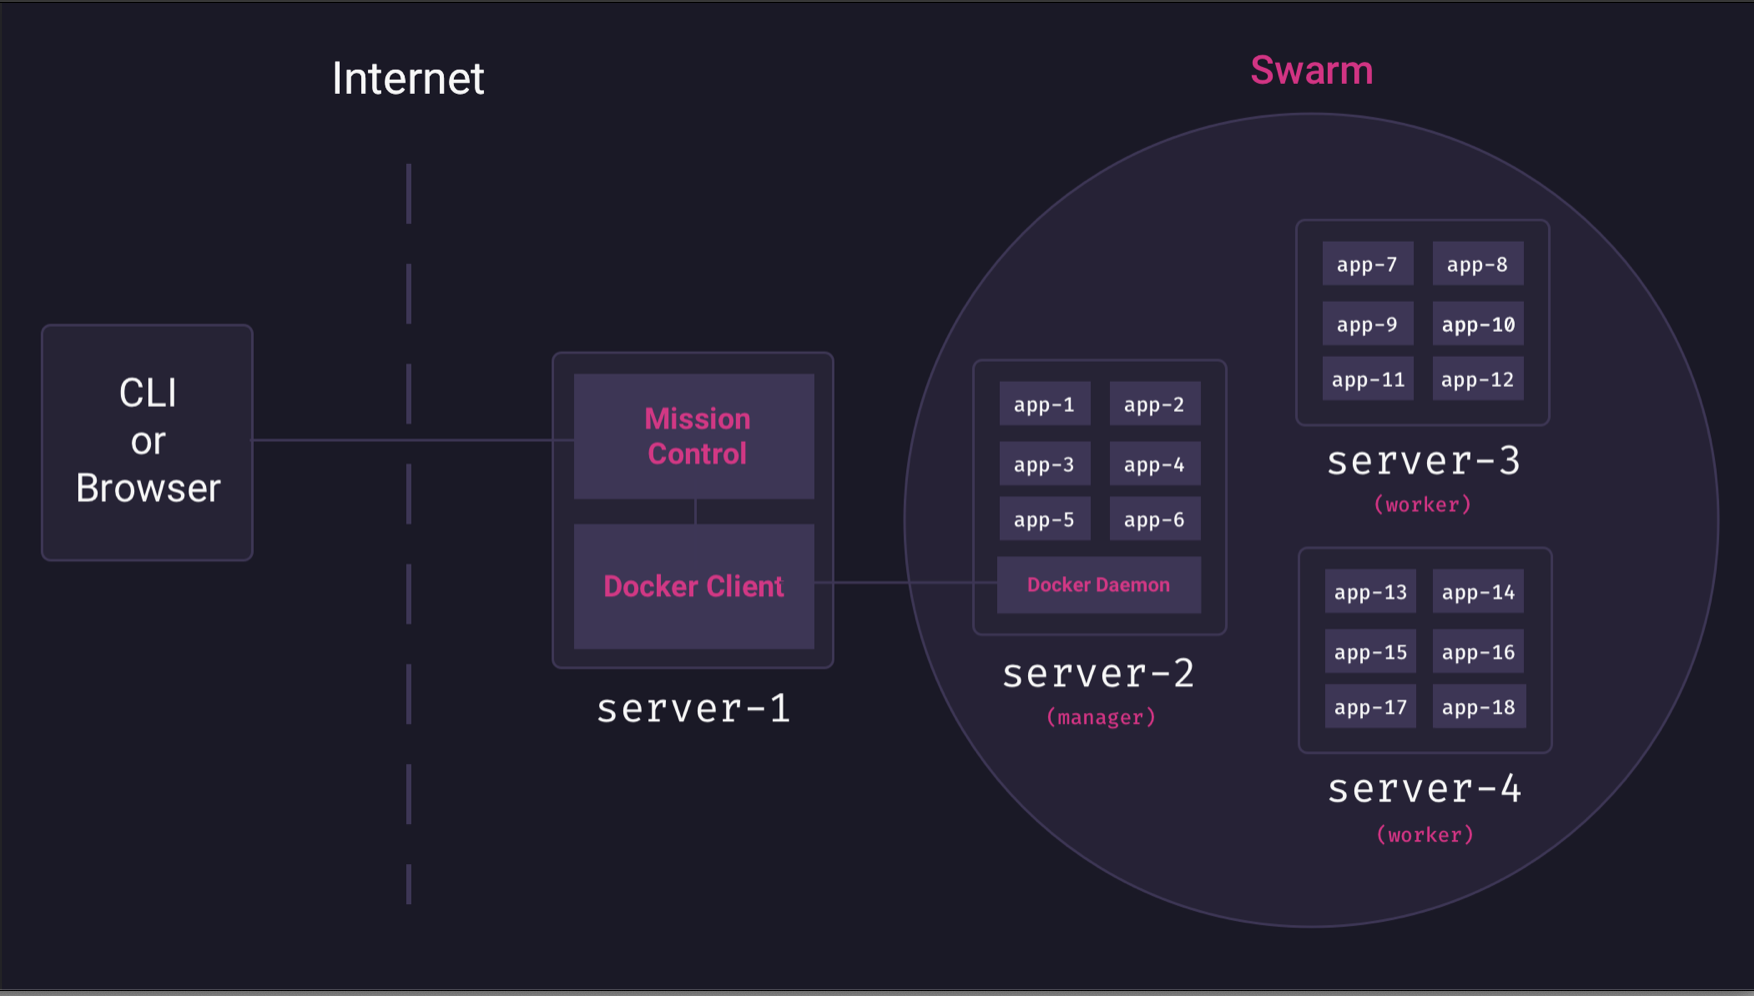 Internet
Swarm
CLI
or
Browser
Mission
Control
Docker Client
server-1
app-1 app-2
app-3 app-4
app-5 app-6
Docker Daemon
server-2
(manager)
app-7 app-8
app-9 app-10
app-11 app-12
server-3
(worker)
app-13 app-14
app-15 app-16
app-17 app-18
server-4
(worker)